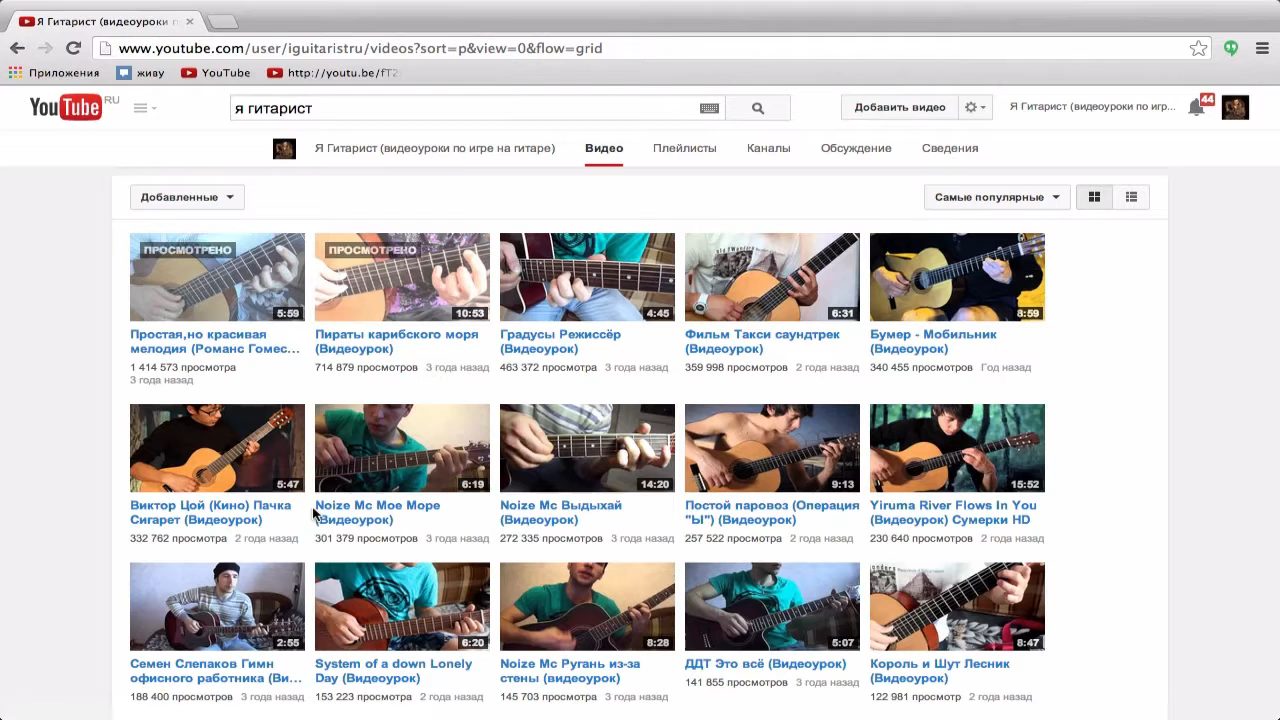 Я Гитарист (видеоуроки п
www.youtube.com/user/iguitaristru/videos?sort=p&view=0&flow=grid
Приложения живу YouTube http://youtu.be/fT2
YouTube RU
я гитарист
Добавить видео
Я Гитарист (видеоуроки по игр...
44
Я Гитарист (видеоуроки по игре на гитаре) Видео Плейлисты Каналы Обсуждение Сведения
Добавленные Самые популярные
ПРОСМОТРЕНО ПРОСМОТРЕНО
5:59 10:53 4:45 6:31 8:59
Простая,но красивая Пираты карибского моря Градусы Режиссёр Фильм Такси саундтрек Бумер - Мобильник
мелодия (Романс Гомес... (Видеоурок) (Видеоурок) (Видеоурок) (Видеоурок)
1 414 573 просмотра 714 879 просмотров 3 года назад 463 372 просмотра 3 года назад 359 998 просмотров 2 года назад 340 455 просмотров Год назад
3 года назад
5:47 6:19 14:20 9:13 15:52
Виктор Цой (Кино) Пачка Noize Mc Мое Море Noize Mc Выдыхай Постой паровоз (Операция Yiruma River Flows In You
Сигарет (Видеоурок) (Видеоурок) (Видеоурок) "Ы") (Видеоурок) (Видеоурок) Сумерки HD
332 762 просмотра 2 года назад 301 379 просмотров 3 года назад 272 335 просмотров 3 года назад 257 522 просмотра 2 года назад 230 640 просмотров 2 года назад
2:55 6:20 8:28 5:07 8:47
Семен Слепаков Гимн System of a down Lonely Noize Mc Ругань из-за ДДТ Это всё (Видеоурок) Король и Шут Лесник
офисного работника (Ви... Day (Видеоурок) стены (видеоурок) 141 855 просмотров 3 года назад (Видеоурок)
188 400 просмотров 3 года назад 153 223 просмотра 2 года назад 145 703 просмотра 3 года назад 122 981 просмотр 2 года назад